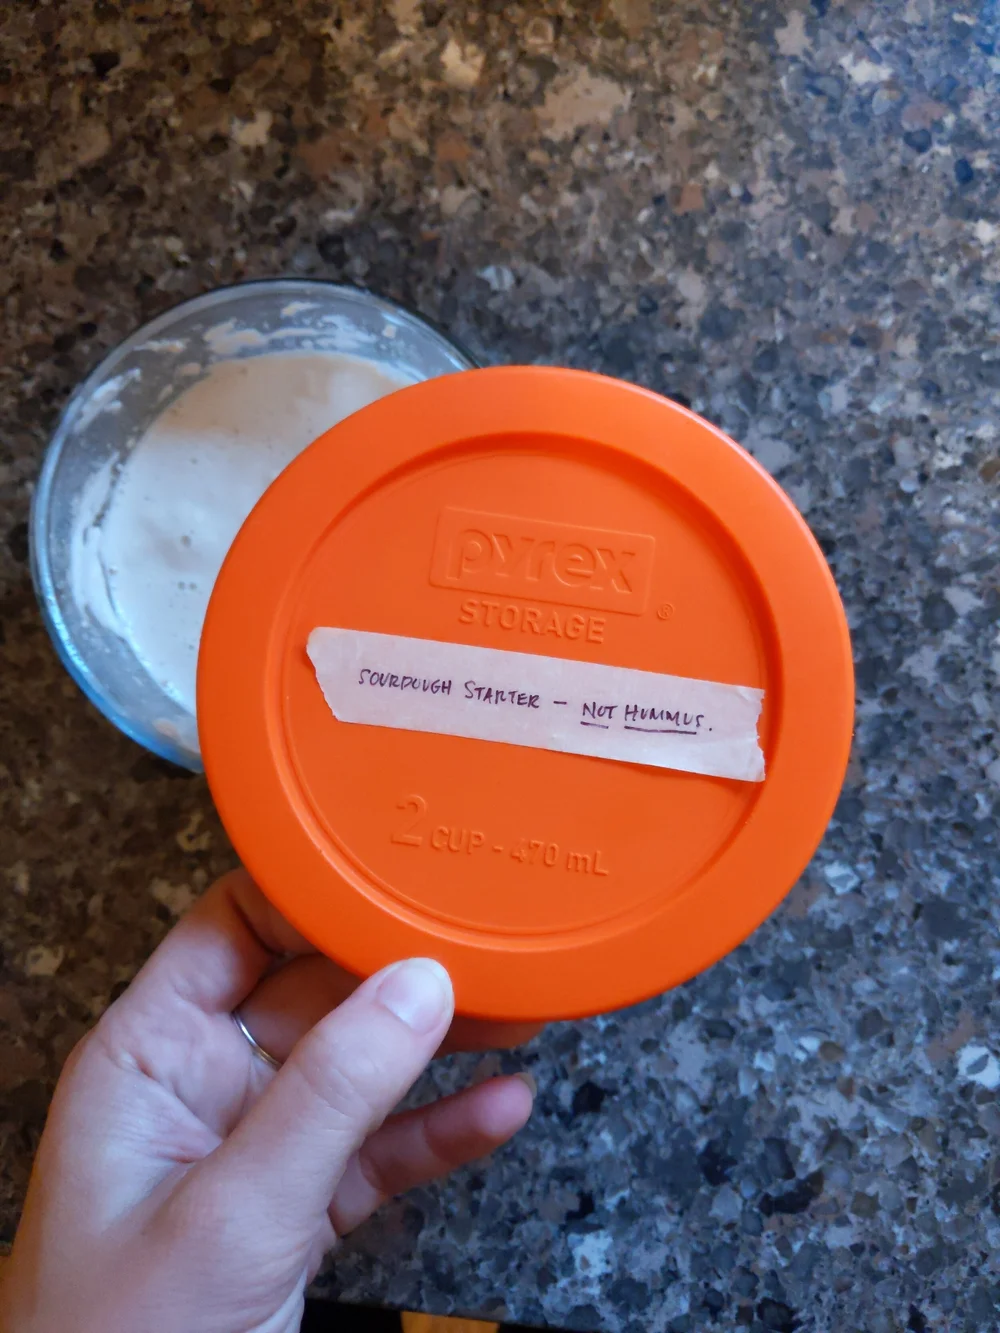 pyrex
®
STORAGE
SOURDOUGH STARTER – NOT HUMMUS.
2 CUP - 470 mL